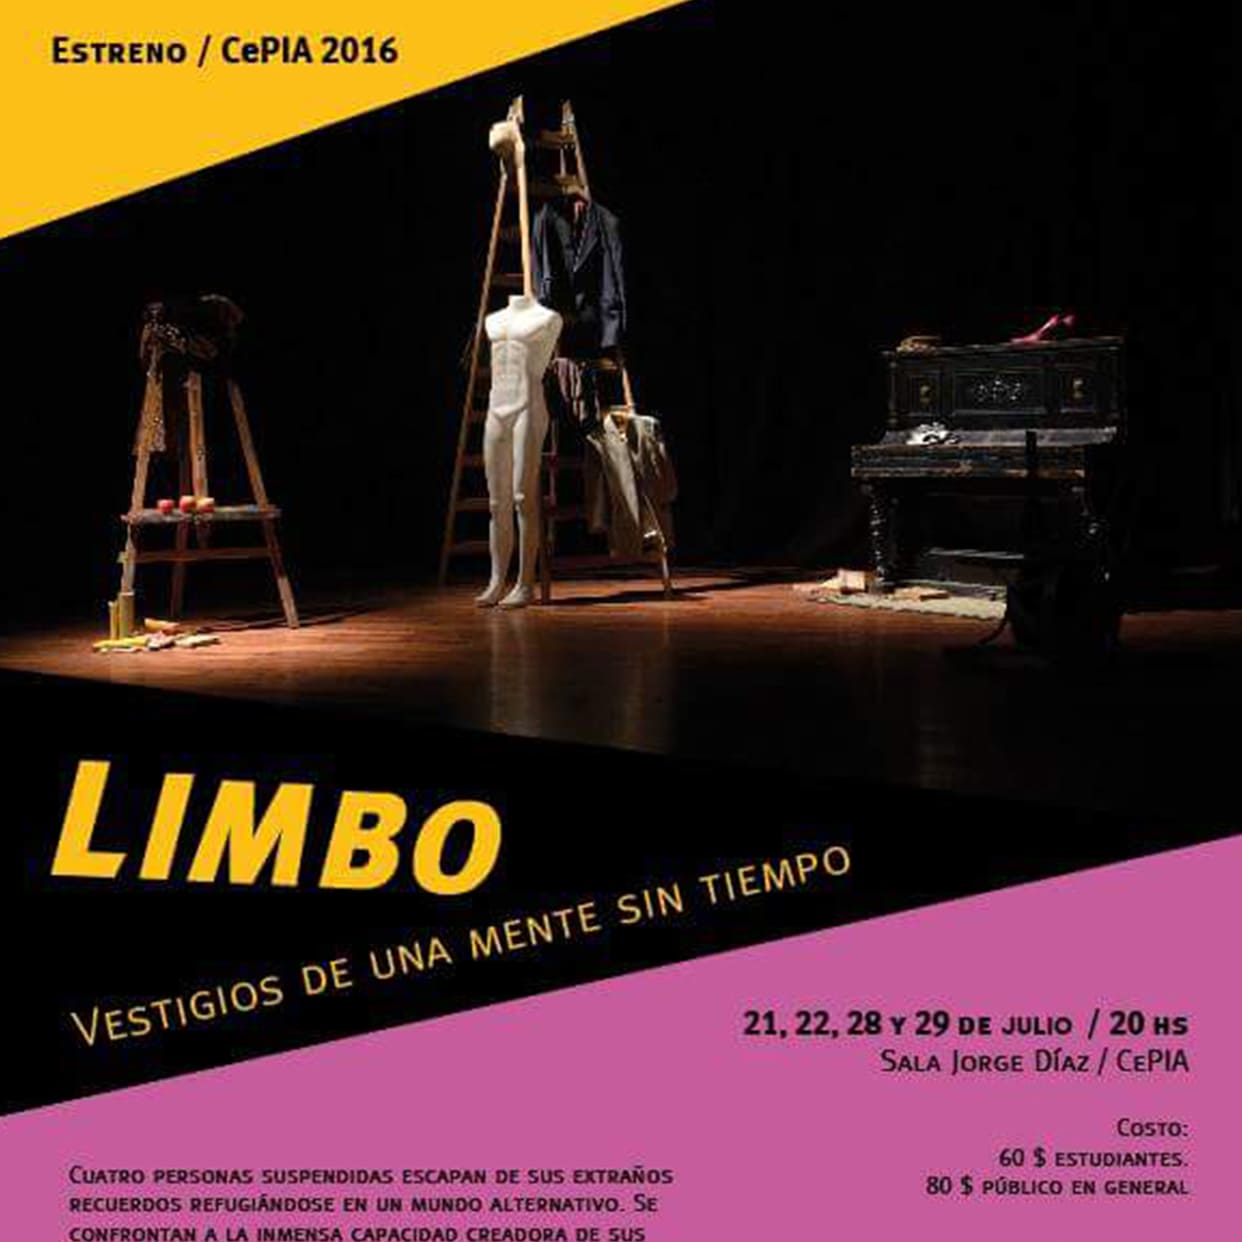 Estreno / CePIA 2016
Limbo
Vestigios de una mente sin tiempo
21, 22, 28 y 29 de julio / 20 hs
Sala Jorge Díaz / CePIA
Costo:
60 $ estudiantes.
80 $ público en general
Cuatro personas suspendidas escapan de sus extraños
recuerdos refugiándose en un mundo alternativo. Se
confrontan a la inmensa capacidad creadora de sus